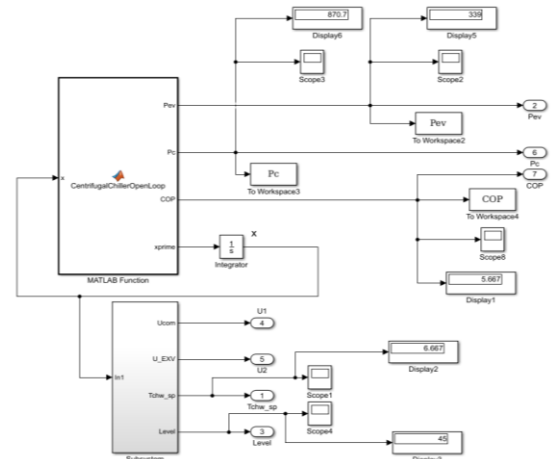 870.7
339
Display6
Display5
Scope3
Scope2
Pev
2
Pev
Pev
To Workspace2
Pc
6
Pc
x
Pc
7
CentrifugalChillerOpenLoop
To Workspace3
COP
COP
COP
To Workspace4
xprime
1
s
X
Scope8
Integrator
MATLAB Function
5.667
Display1
U1
Ucom
4
6.667
U_EXV
5
U2
Display2
In1
Scope1
Tchw_sp
1
Tchw_sp
Scope4
Level
3
Level
45
Subsystem